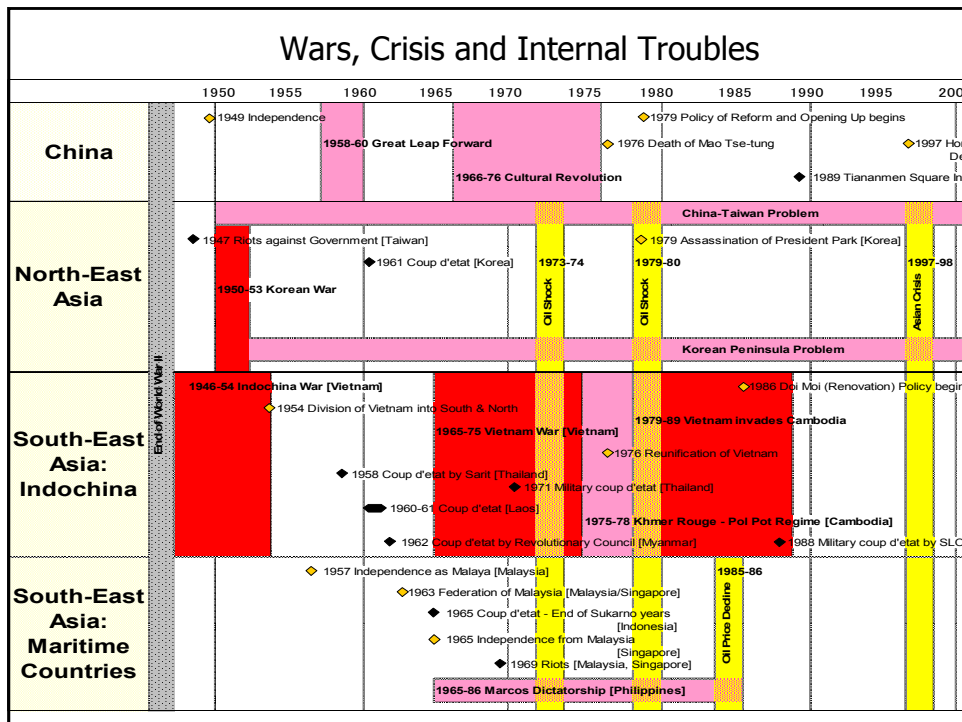 Wars, Crisis and Internal Troubles
1950 1955 1960 1965 1970 1975 1980 1985 1990 1995 200
End of World War II
China
1949 Independence
1979 Policy of Reform and Opening Up begins
1958-60 Great Leap Forward
1976 Death of Mao Tse-tung
1997 Ho
De
1966-76 Cultural Revolution
1989 Tiananmen Square In
North-East
Asia
China-Taiwan Problem
1947 Riots against Government [Taiwan]
1979 Assassination of President Park [Korea]
1961 Coup d'etat [Korea]
1973-74
Oil Shock
1979-80
Oil Shock
1997-98
Asian Crisis
1950-53 Korean War
Korean Peninsula Problem
South-East
Asia:
Indochina
1946-54 Indochina War [Vietnam]
1986 Doi Moi (Renovation) Policy begin
1954 Division of Vietnam into South & North
1979-89 Vietnam invades Cambodia
1965-75 Vietnam War [Vietnam]
1976 Reunification of Vietnam
1958 Coup d'etat by Sarit [Thailand]
1971 Military coup d'etat [Thailand]
1960-61 Coup d'etat [Laos]
1975-78 Khmer Rouge - Pol Pot Regime [Cambodia]
1962 Coup d'etat by Revolutionary Council [Myanmar]
1988 Military coup d'etat by SLO
South-East
Asia:
Maritime
Countries
1957 Independence as Malaya [Malaysia]
1985-86
Oil Price Decline
1963 Federation of Malaysia [Malaysia/Singapore]
1965 Coup d'etat - End of Sukarno years
[Indonesia]
1965 Independence from Malaysia
[Singapore]
1969 Riots [Malaysia, Singapore]
1965-86 Marcos Dictatorship [Philippines]